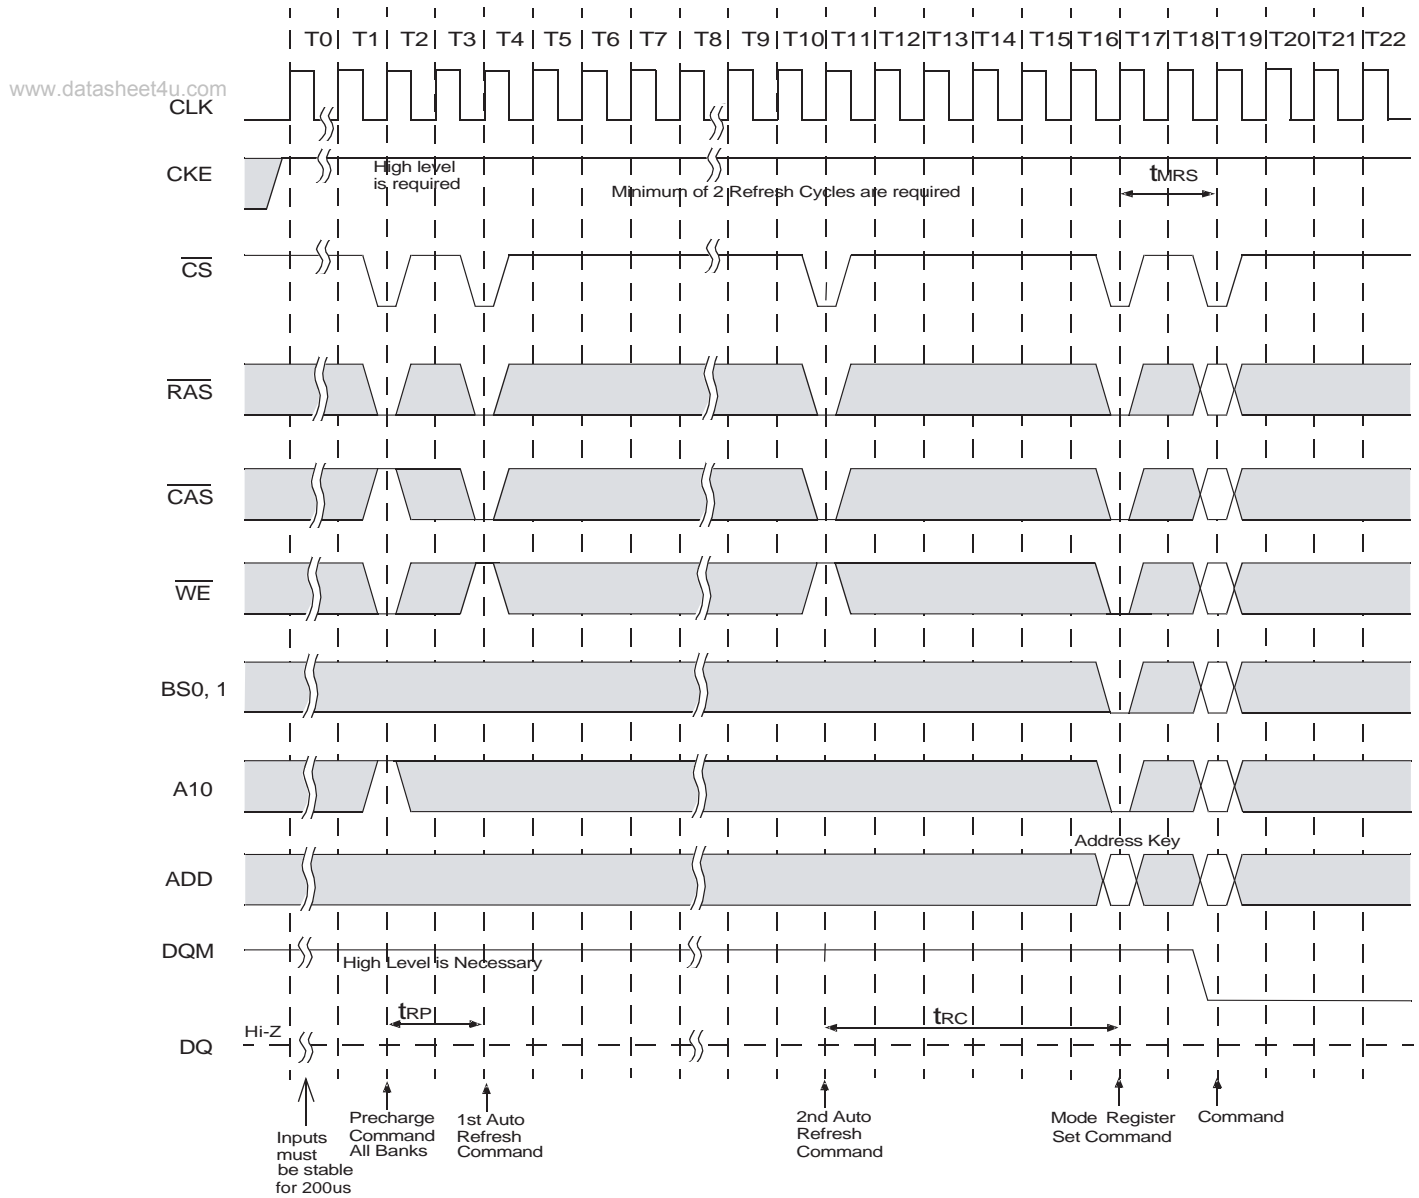 T0 T1 T2 T3 T4 T5 T6 T7 T8 T9 T10 T11 T12 T13 T14 T15 T16 T17 T18 T19 T20 T21 T22
www.datasheet4u.com
CLK
CKE
High level
is required
Minimum of 2 Refresh Cycles are required
tMRS
CS
RAS
CAS
WE
BS0, 1
A10
Address Key
ADD
DQM
High Level is Necessary
tRP
tRC
Hi-Z
DQ
Inputs
must
be stable
for 200us
Precharge
Command
All Banks
1st Auto
Refresh
Command
2nd Auto
Refresh
Command
Mode Register
Set Command
Command